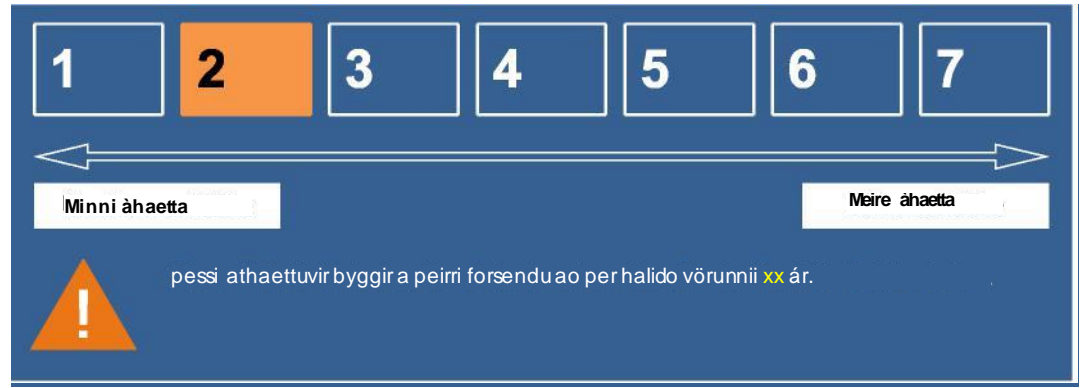 1 2 3 4 5 6 7
Minni àhaetta Meire àhaetta
pessi athaettuvir byggir a peirri forsendu ao per halido vörunnii xx ár.
!